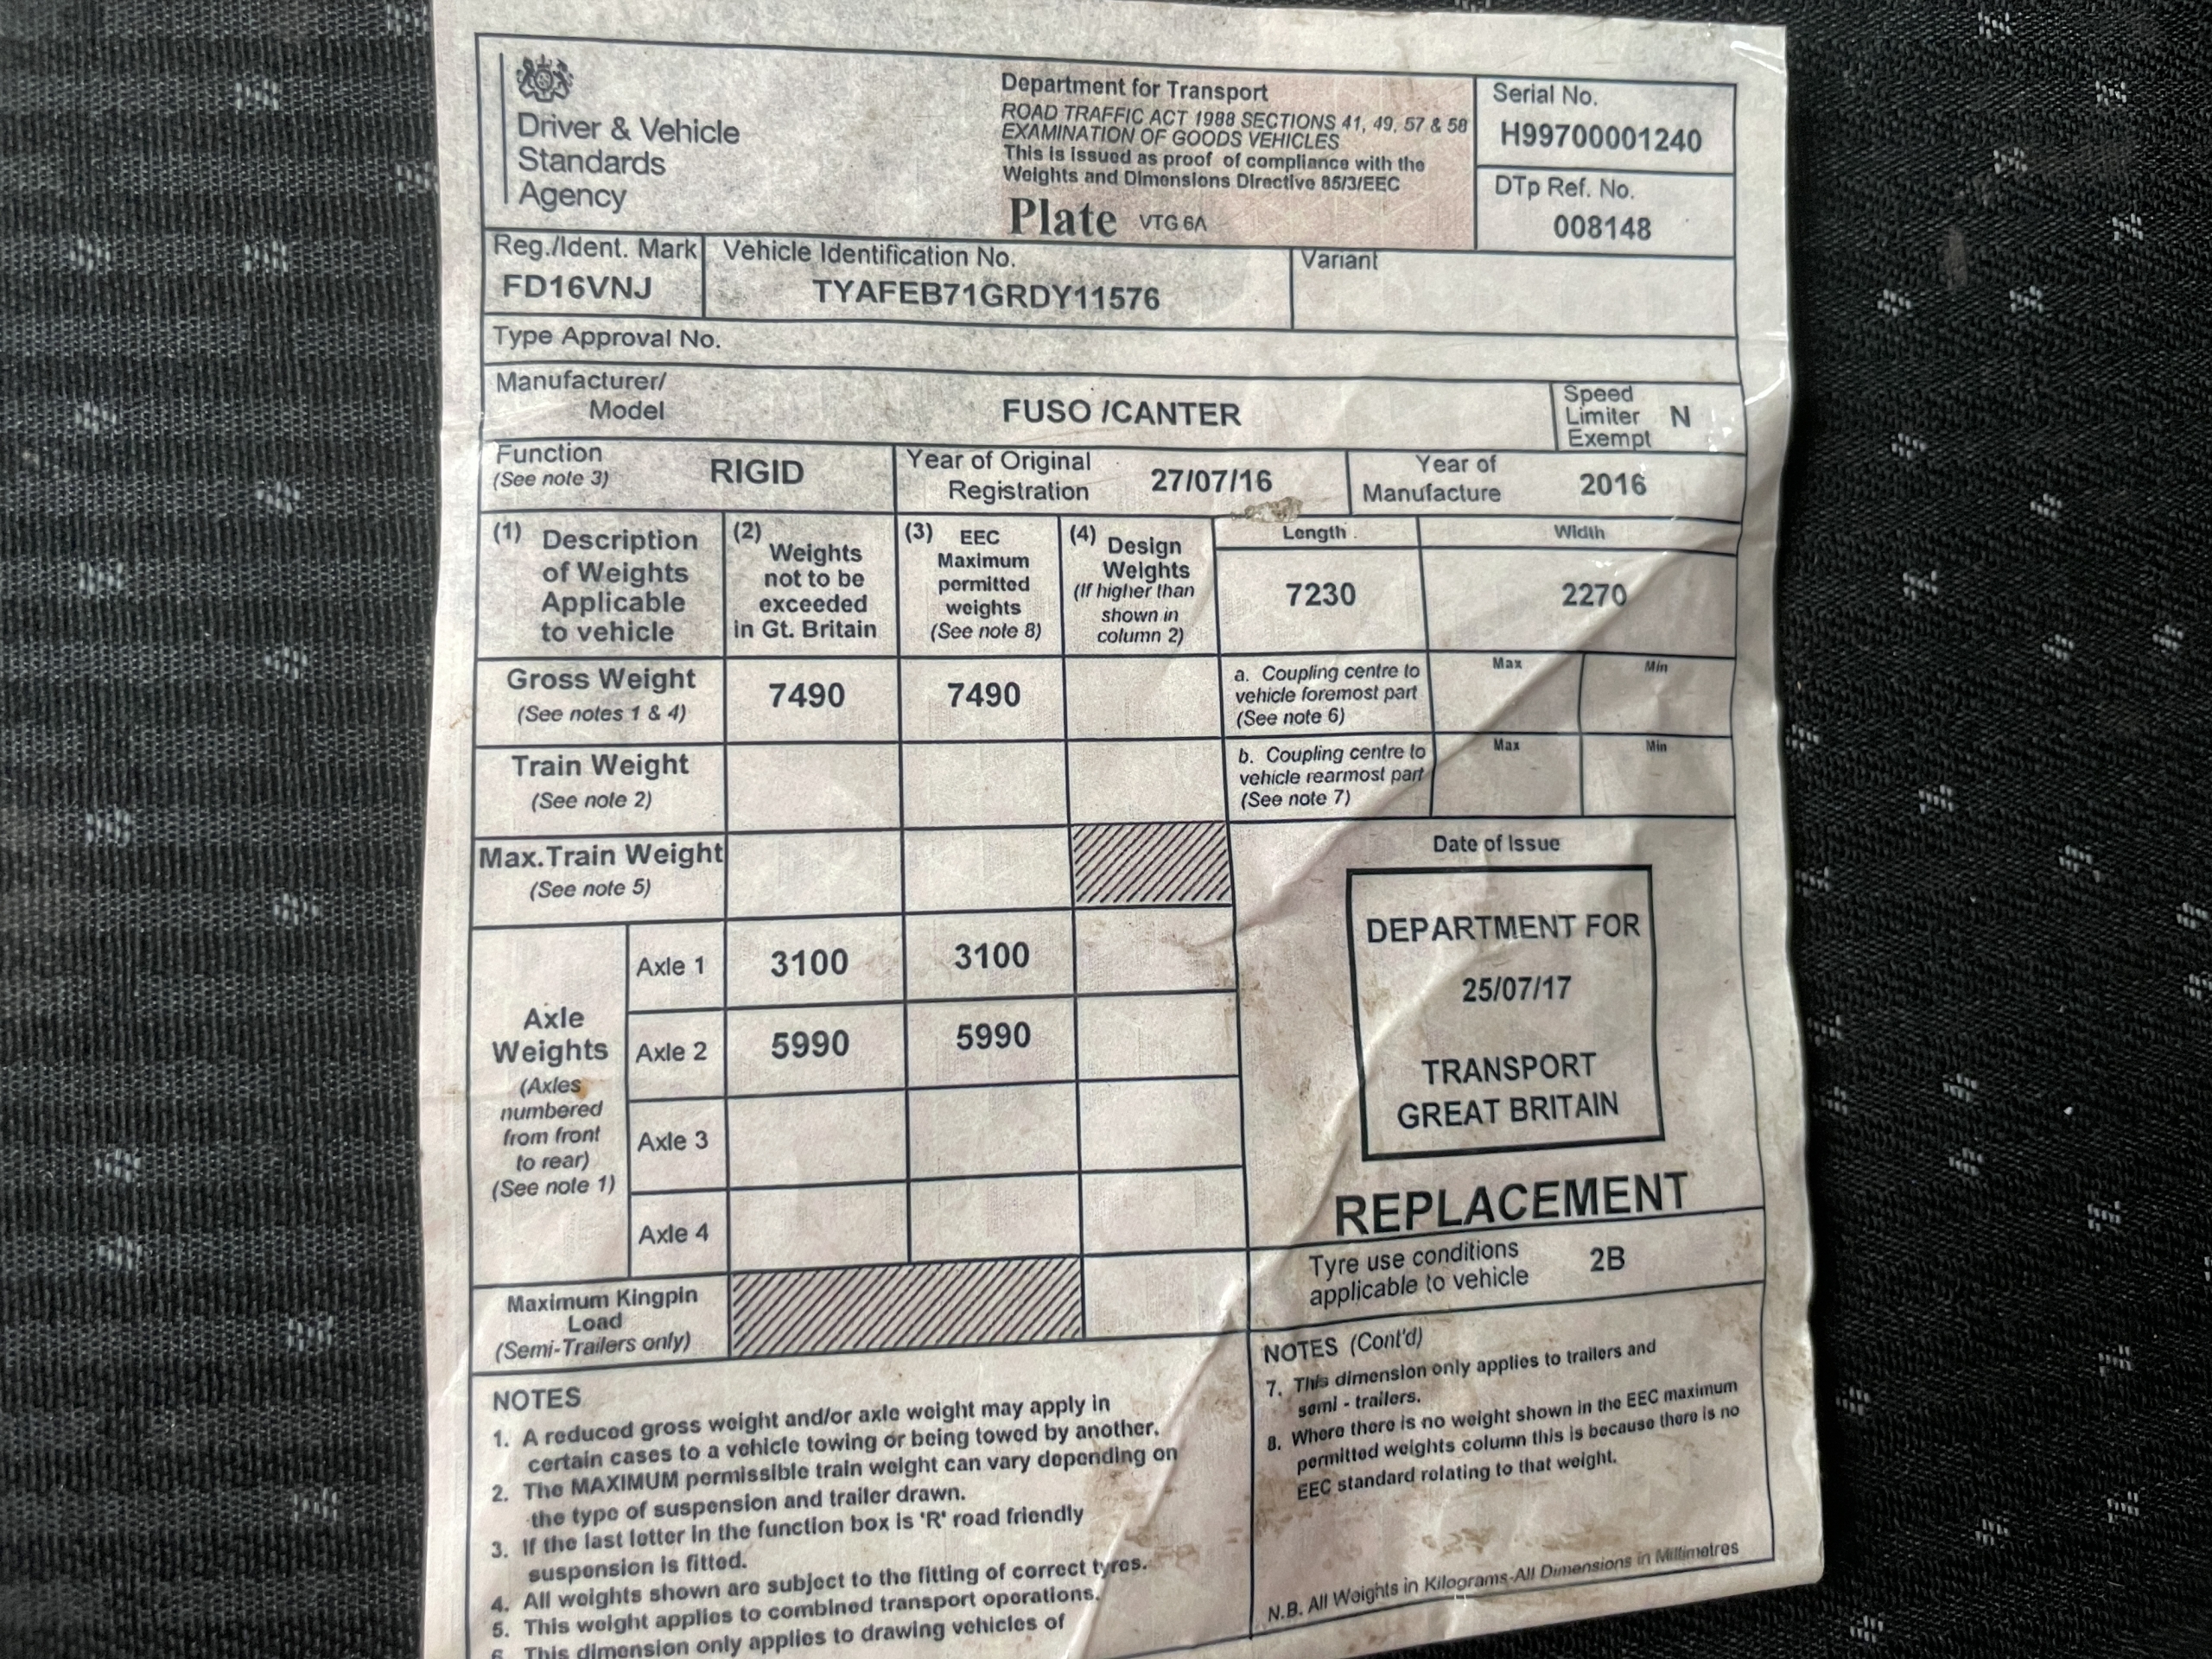 Driver & Vehicle
Standards
Agency
Department for Transport
ROAD TRAFFIC ACT 1988 SECTIONS 41, 49, 57 & 58
EXAMINATION OF GOODS VEHICLES
This is issued as proof of compliance with the
Weights and Dimensions Directive 85/3/EEC
Plate VTG 6A
Serial No.
H99700001240
DTp Ref. No.
008148
Reg./Ident. Mark
FD16VNJ
Vehicle Identification No.
TYAFEB71GRDY11576
Variant
Type Approval No.
Manufacturer/
Model
FUSO /CANTER
Speed
Limiter
Exempt
N
Function
(See note 3)
RIGID
Year of Original
Registration
27/07/16
Year of
Manufacture
2016
(1) Description
of Weights
Applicable
to vehicle
(2) Weights
not to be
exceeded
in Gt. Britain
(3) EEC
Maximum
permitted
weights
(See note 8)
(4) Design
Weights
(If higher than
shown in
column 2)
Length
7230
Width
2270
Gross Weight
(See notes 1 & 4)
7490
7490
a. Coupling centre to
vehicle foremost part
(See note 6)
Max
Min
Train Weight
(See note 2)
b. Coupling centre to
vehicle rearmost part
(See note 7)
Max
Min
Max.Train Weight
(See note 5)
Axle
Weights
(Axles
numbered
from front
to rear)
(See note 1)
Axle 1
3100
3100
Axle 2
5990
5990
Axle 3
Axle 4
Maximum Kingpin
Load
(Semi-Trailers only)
Date of Issue
DEPARTMENT FOR
25/07/17
TRANSPORT
GREAT BRITAIN
REPLACEMENT
Tyre use conditions
applicable to vehicle
2B
NOTES
1. A reduced gross weight and/or axle weight may apply in
certain cases to a vehicle towing or being towed by another.
2. The MAXIMUM permissible train weight can vary depending on
the type of suspension and trailer drawn.
3. If the last letter in the function box is 'R' road friendly
suspension is fitted.
4. All weights shown are subject to the fitting of correct tyres.
5. This weight applies to combined transport operations.
6. This dimension only applies to drawing vehicles of
NOTES (Cont'd)
7. This dimension only applies to trailers and
semi - trailers.
8. Where there is no weight shown in the EEC maximum
permitted weights column this is because there is no
EEC standard relating to that weight.
N.B. All Weights in Kilograms-All Dimensions in Millimetres